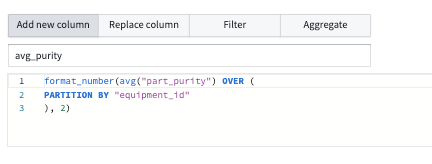 Add new column Replace column Filter Aggregate
avg_purity
1 format_number(avg("part_purity") OVER (
2 PARTITION BY "equipment_id"
3 ), 2)